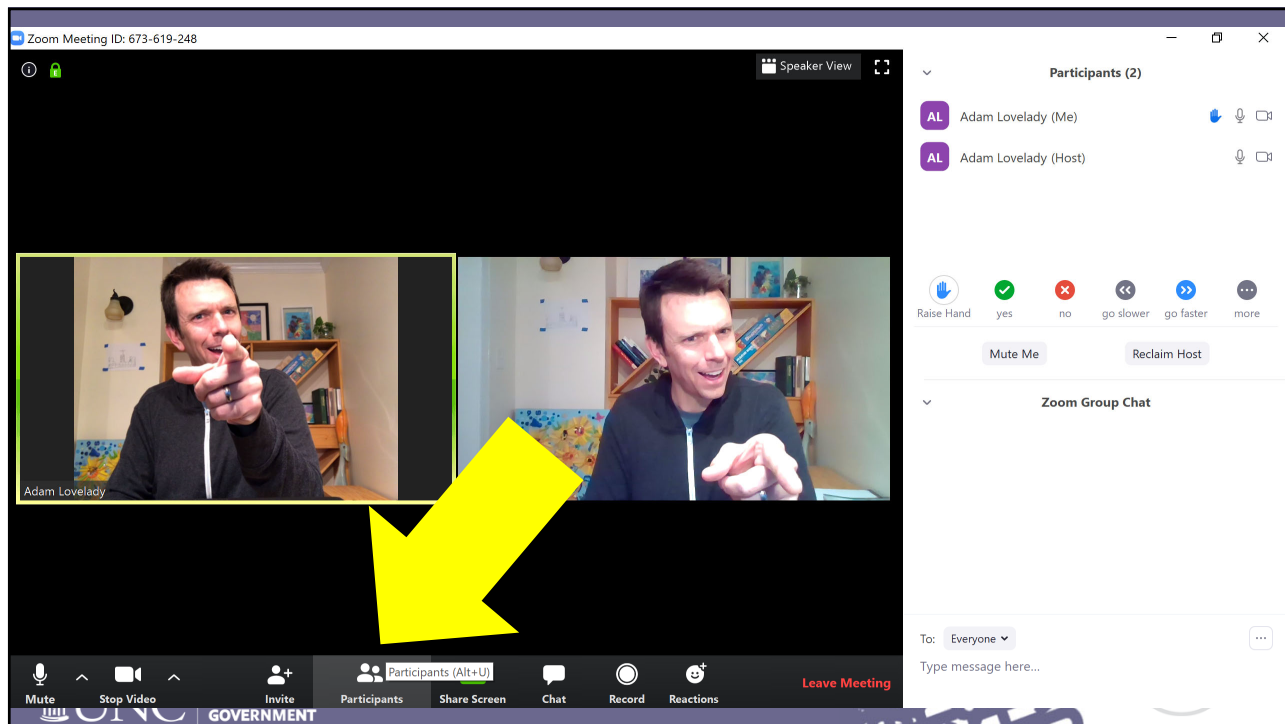 Zoom Meeting ID: 673-619-248
Speaker View
Participants (2)
AL Adam Lovelady (Me)
AL Adam Lovelady (Host)
Raise Hand yes no go slower go faster more
Mute Me Reclaim Host
Zoom Group Chat
Adam Lovelady
To: Everyone
Type message here...
Participants (Alt+U)
Mute Stop Video Invite Participants Share Screen Chat Record Reactions Leave Meeting
UNC GOVERNMENT